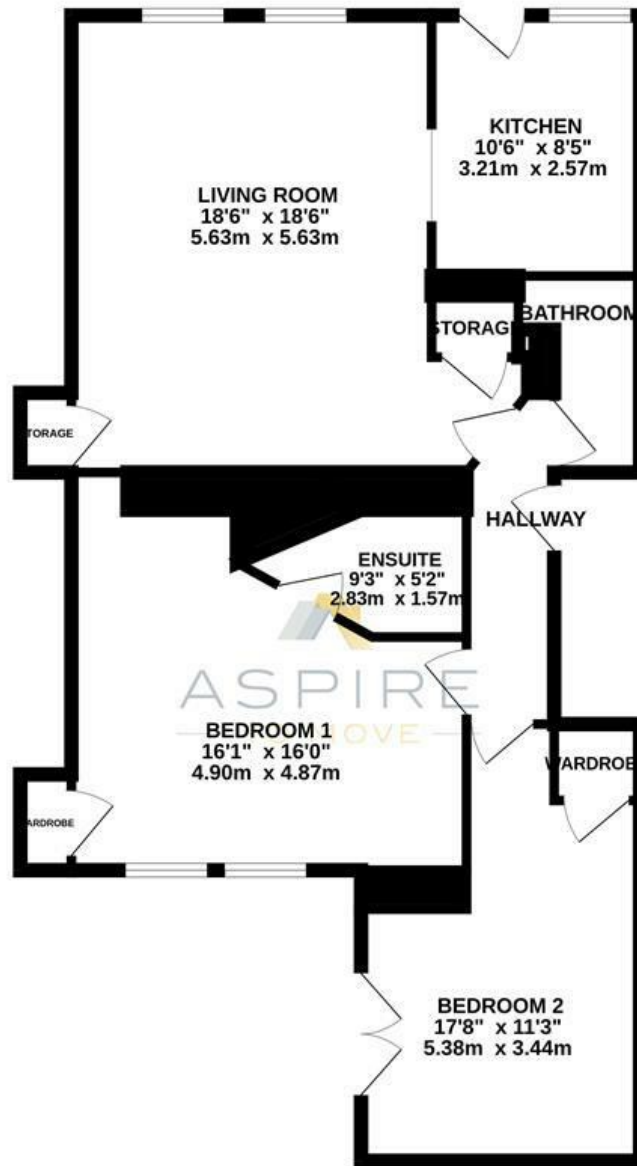 KITCHEN
10'6" x 8'5"
3.21m x 2.57m
LIVING ROOM
18'6" x 18'6"
5.63m x 5.63m
STORAGE
BATHROOM
TORAGE
HALLWAY
ENSUITE
9'3" x 5'2"
2.83m x 1.57m
ASPIRE
MOVE
BEDROOM 1
16'1" x 16'0"
4.90m x 4.87m
WARDROBE
ARDROBE
BEDROOM 2
17'8" x 11'3"
5.38m x 3.44m